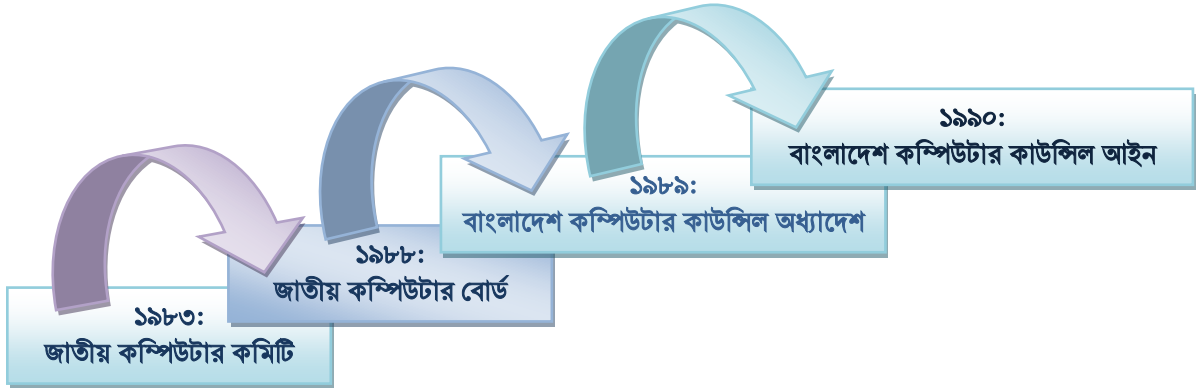 ১৯৮৩:
জাতীয় কম্পিউটার কমিটি
১৯৮৮:
জাতীয় কম্পিউটার বোর্ড
১৯৮৯:
বাংলাদেশ কম্পিউটার কাউন্সিল অধ্যাদেশ
১৯৯০:
বাংলাদেশ কম্পিউটার কাউন্সিল আইন